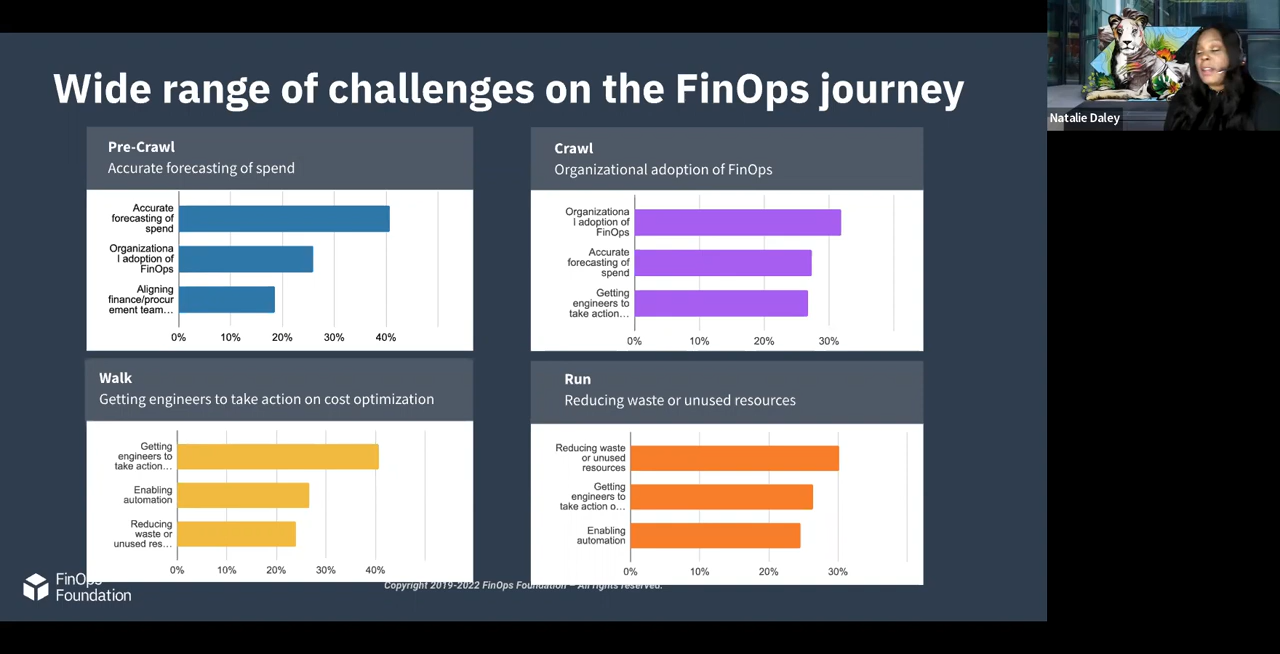 Wide range of challenges on the FinOps journey
Natalie Daley
Pre-Crawl
Accurate forecasting of spend
Accurate
forecasting of
spend
Organizationa
l adoption of
FinOps
Aligning
finance/procur
ement team…
0% 10% 20% 30% 40%
Crawl
Organizational adoption of FinOps
Organizationa
l adoption of
FinOps
Accurate
forecasting of
spend
Getting
engineers to
take action…
0% 10% 20% 30%
Walk
Getting engineers to take action on cost optimization
Getting
engineers to
take action…
Enabling
automation
Reducing
waste or
unused res…
0% 10% 20% 30% 40%
Run
Reducing waste or unused resources
Reducing waste
or unused
resources
Getting
engineers to
take action o…
Enabling
automation
0% 10% 20% 30%
FinOps
Foundation
Copyright 2019-2022 FinOps Foundation – All rights reserved.